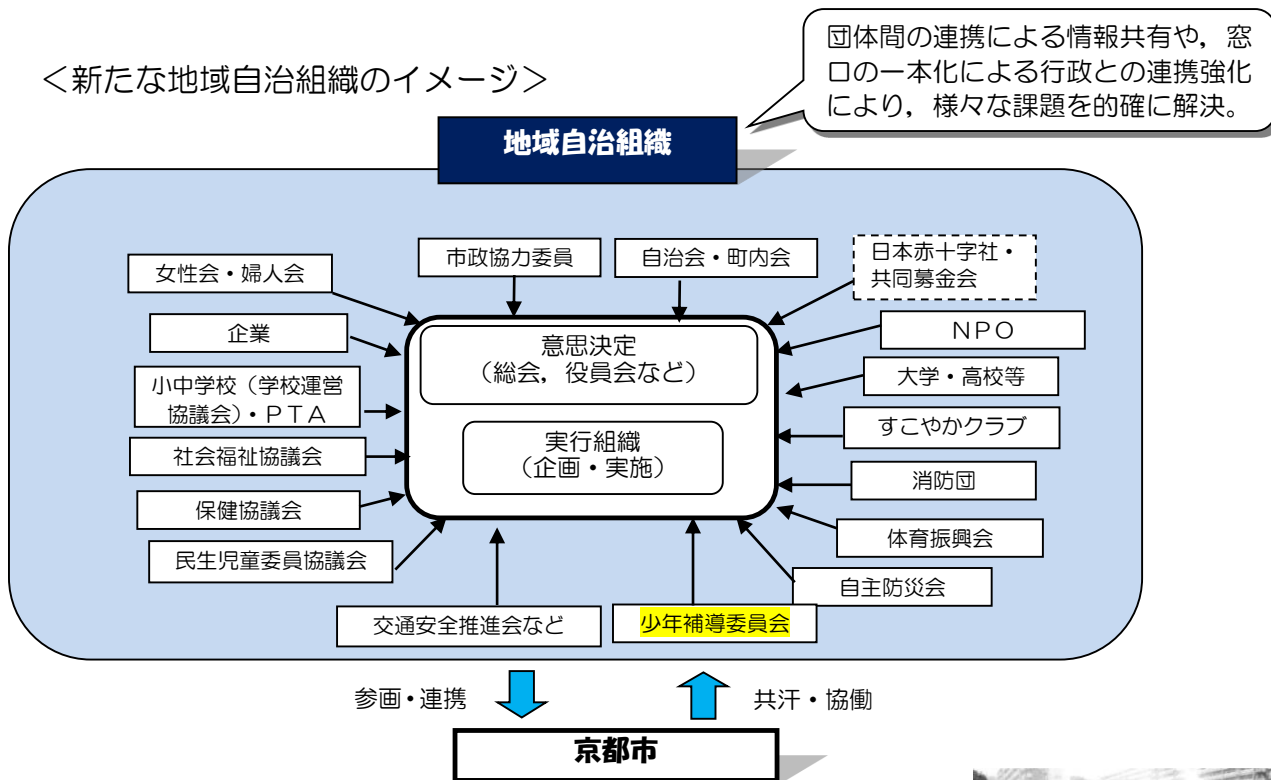 団体間の連携による情報共有や，窓
口の一本化による行政との連携強化
により，様々な課題を的確に解決。
＜新たな地域自治組織のイメージ＞
地域自治組織
市政協力委員
自治会・町内会
日本赤十字社・
共同募金会
女性会・婦人会
企業
ＮＰＯ
意思決定
（総会，役員会など）
小中学校（学校運営
協議会）・ＰＴＡ
大学・高校等
すこやかクラブ
社会福祉協議会
実行組織
（企画・実施）
消防団
保健協議会
体育振興会
民生児童委員協議会
自主防災会
交通安全推進会など
少年補導委員会
参画・連携
共汗・協働
京都市